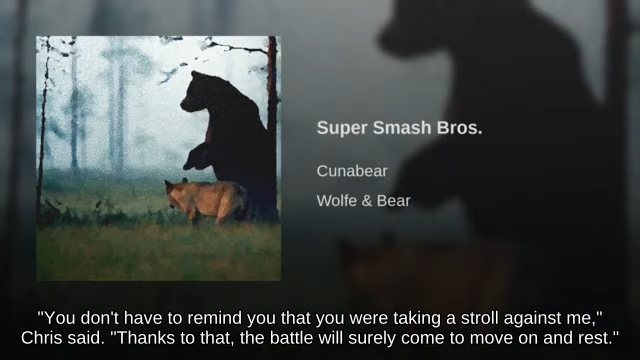 Super Smash Bros.
Cunabear
Wolfe & Bear
"You don't have to remind you that you were taking a stroll against me,"
Chris said. "Thanks to that, the battle will surely come to move on and rest."